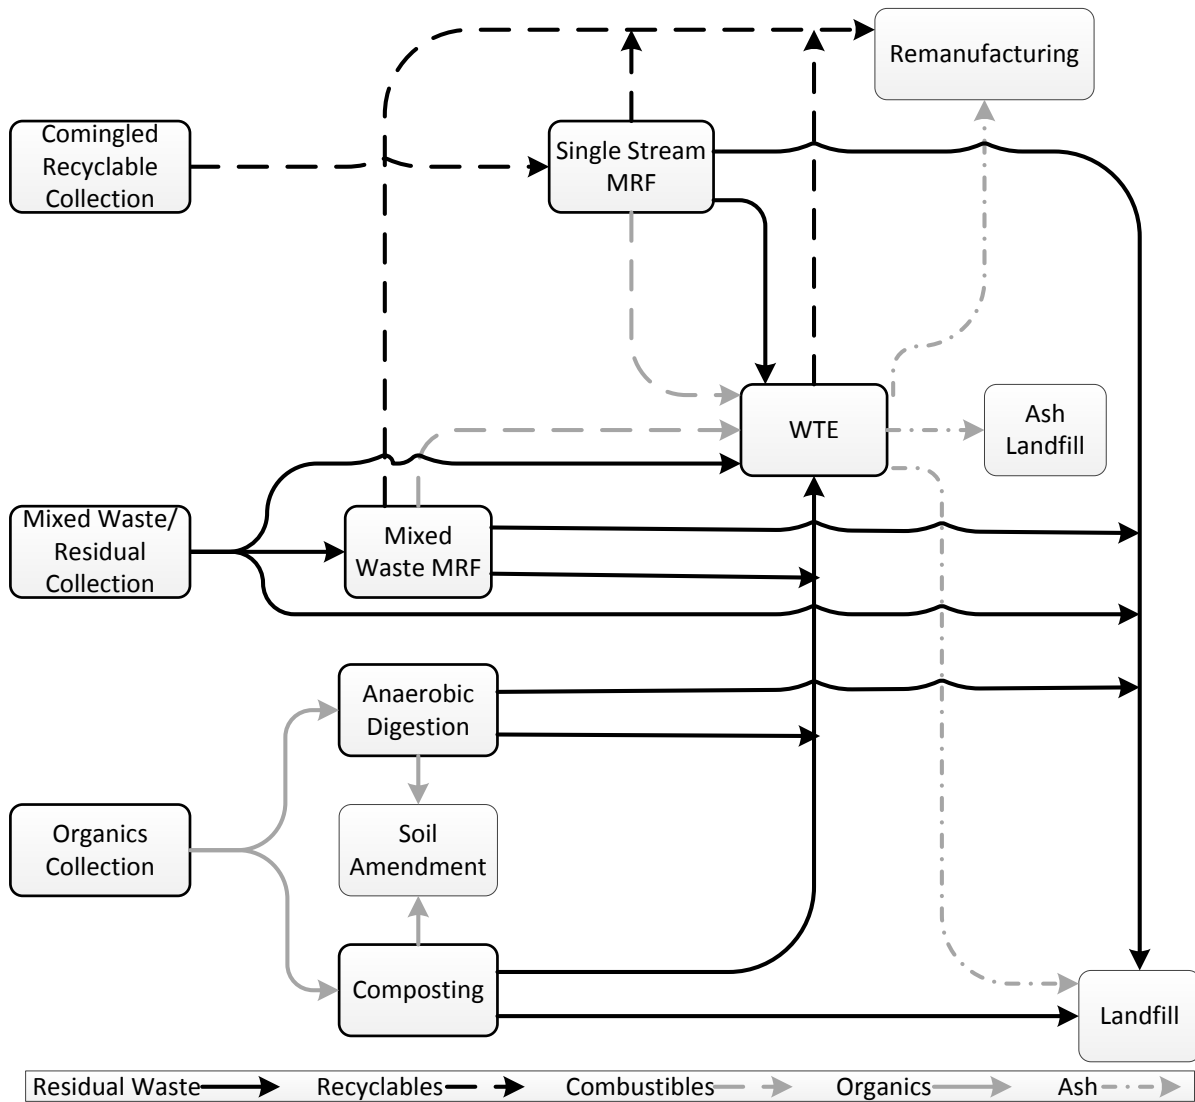 Remanufacturing
Comingled
Recyclable
Collection
Single Stream
MRF
WTE
Ash
Landfill
Mixed Waste/
Residual
Collection
Mixed
Waste MRF
Anaerobic
Digestion
Organics
Collection
Soil
Amendment
Composting
Landfill
Residual Waste Recyclables Combustibles Organics Ash